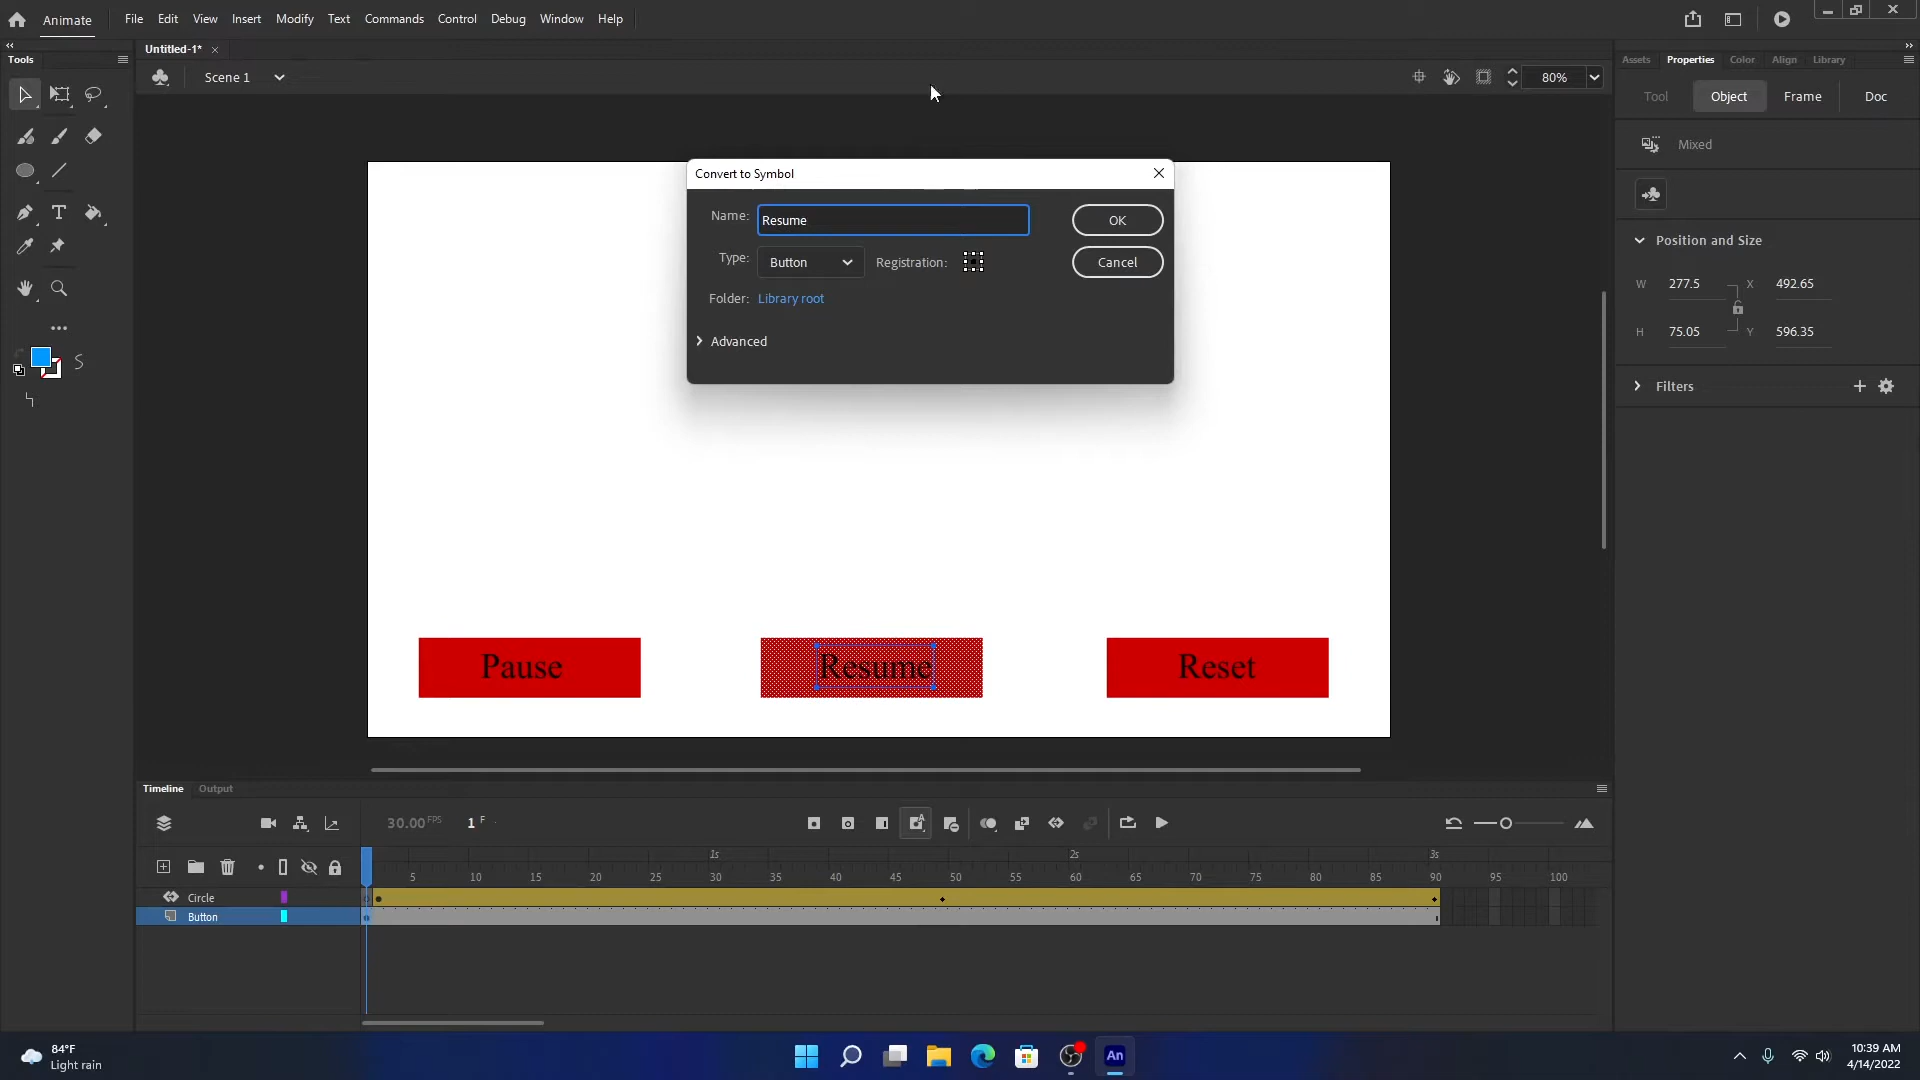 Animate File Edit View Insert Modify Text Commands Control Debug Window Help
Untitled-1*
Tools
Assets Properties Color Align Library
Scene 1
80%
Tool Object Frame Doc
Mixed
Convert to Symbol
Name: Resume OK
Type: Button Registration: Cancel
Folder: Library root
Advanced
Position and Size
W 277.5 X 492.65
H 75.05 Y 596.35
Filters
Pause Resume Reset
Timeline Output
30.00 FPS 1 F
1s 2s 3s
5 10 15 20 25 30 35 40 45 50 55 60 65 70 75 80 85 90 95 100
Circle
Button
84°F
Light rain
An
10:39 AM
4/14/2022